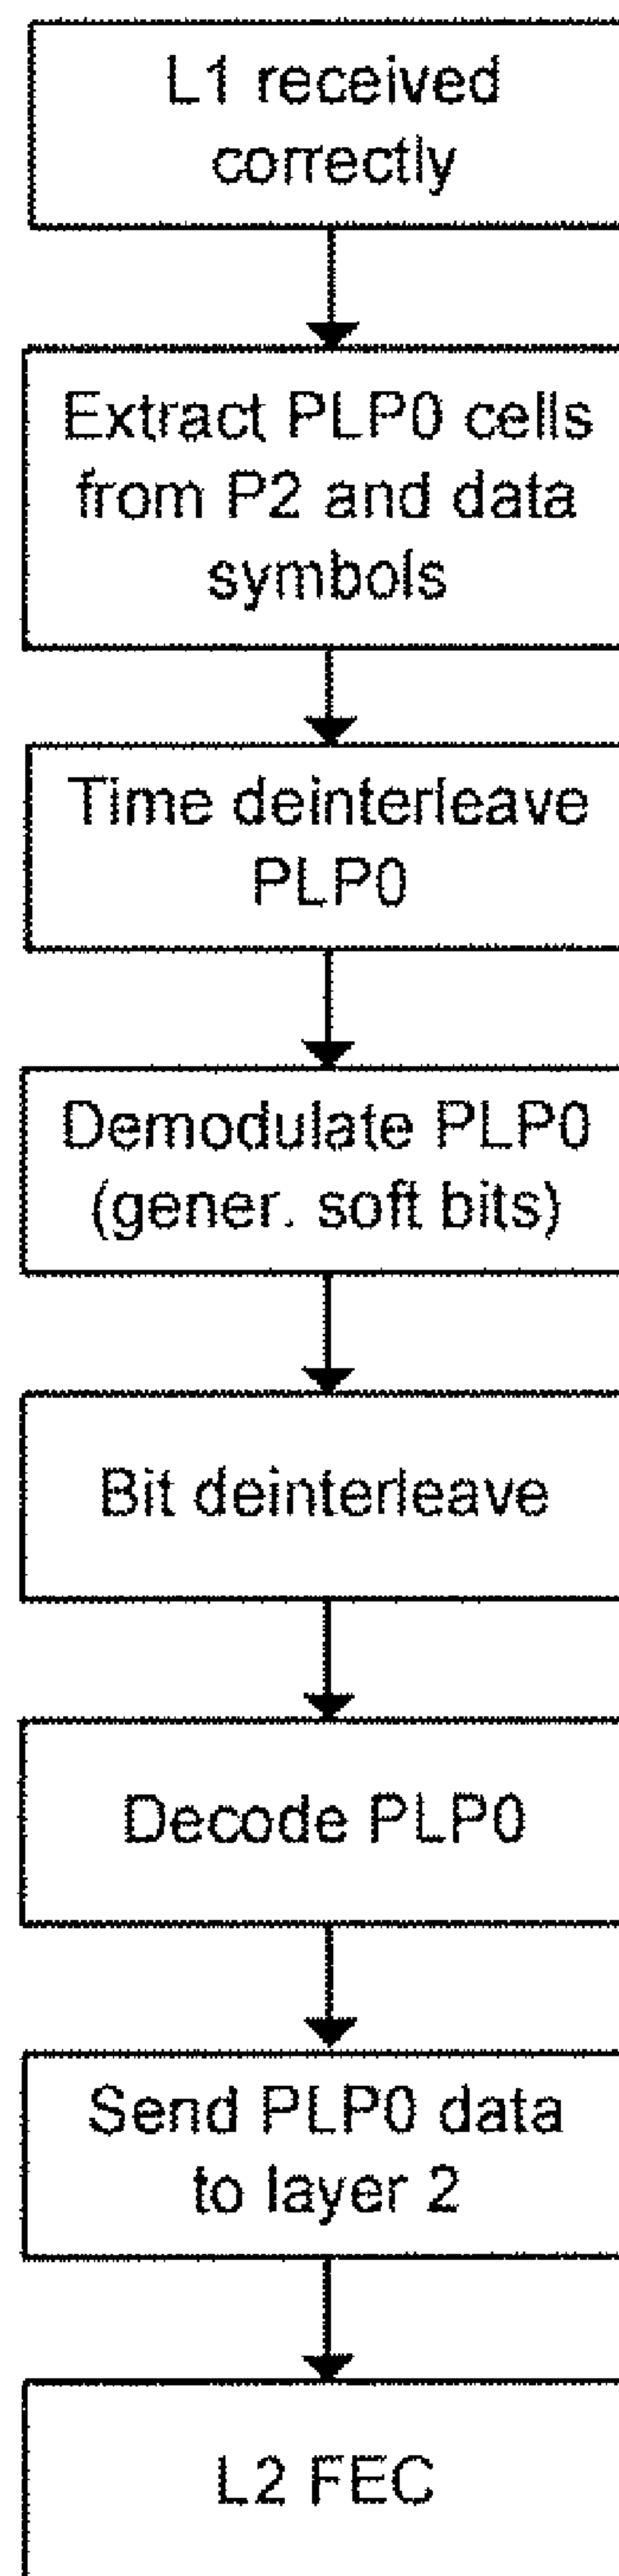 L1 received
correctly
Extract PLP0 cells
from P2 and data
symbols
Time deinterleave
PLP0
Demodulate PLP0
(gener. soft bits)
Bit deinterleave
Decode PLP0
Send PLP0 data
to layer 2
L2 FEC